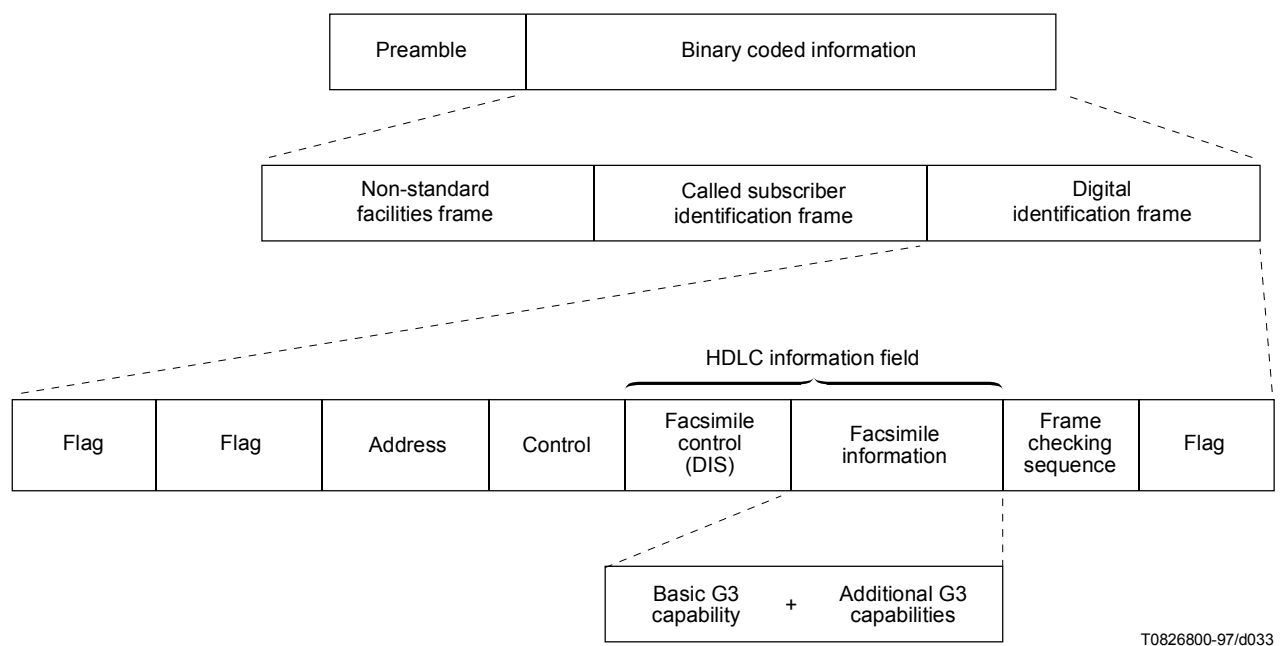 Preamble
Binary coded information
Non-standard
facilities frame
Called subscriber
identification frame
Digital
identification frame
HDLC information field
Flag
Flag
Address
Control
Facsimile
control
(DIS)
Facsimile
information
Frame
checking
sequence
Flag
Basic G3
capability
+
Additional G3
capabilities
T0826800-97/d033